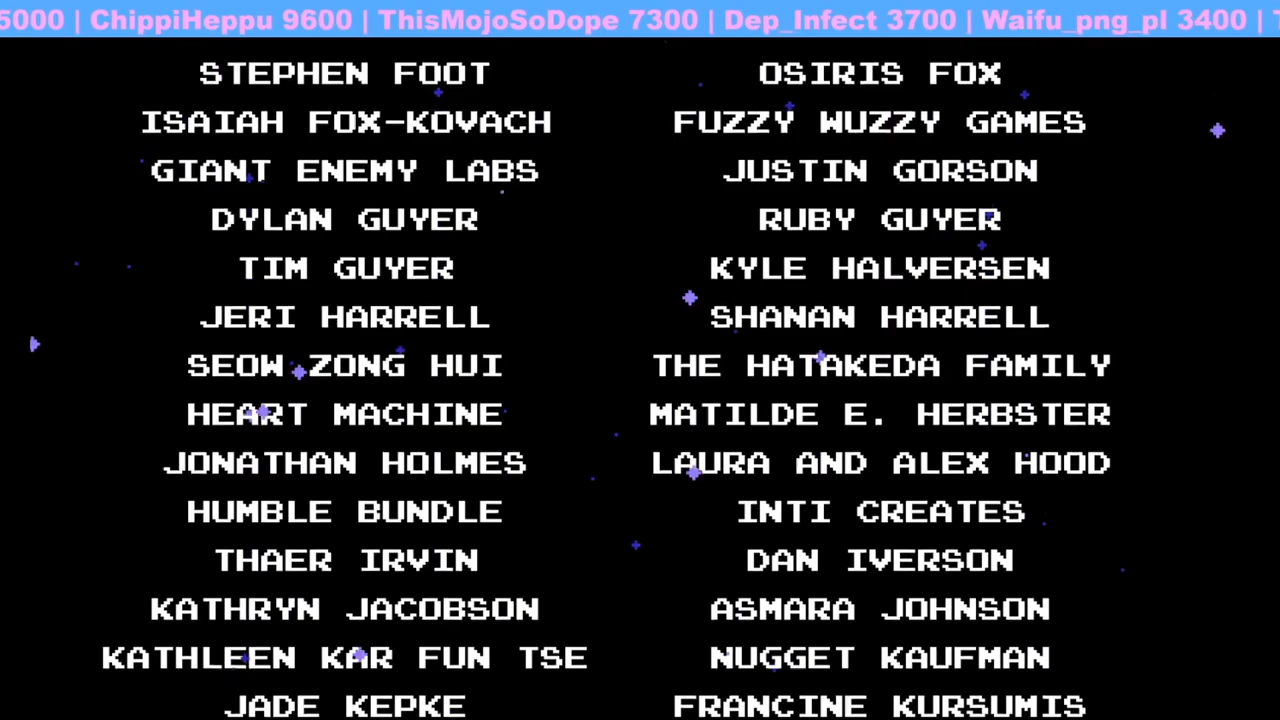 5000 | ChippiHeppu 9600 | ThisMojoSoDope 7300 | Dep_Infect 3700 | Waifu_png_pl 3400 |
STEPHEN FOOT OSIRIS FOX
ISAIAH FOX-KOVACH FUZZY WUZZY GAMES
GIANT ENEMY LABS JUSTIN GORSON
DYLAN GUYER RUBY GUYER
TIM GUYER KYLE HALVERSEN
JERI HARRELL SHANAN HARRELL
SEOW ZONG HUI THE HATAKEDA FAMILY
HEART MACHINE MATILDE E. HERBSTER
JONATHAN HOLMES LAURA AND ALEX HOOD
HUMBLE BUNDLE INTI CREATES
THAER IRVIN DAN IVERSON
KATHRYN JACOBSON ASMARA JOHNSON
KATHLEEN KAR FUN TSE NUGGET KAUFMAN
JADE KEPKE FRANCINE KURSUMIS